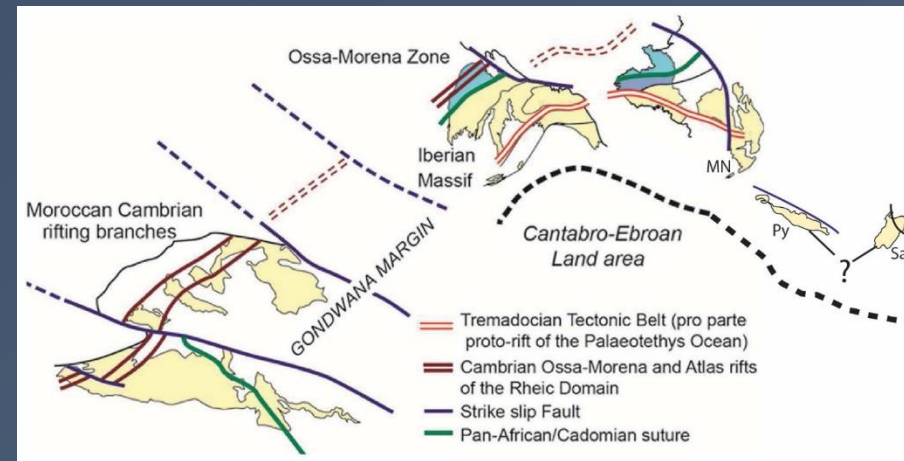 Ossa-Morena Zone
Iberian
Massif
MN
Moroccan Cambrian
rifting branches
Cantabro-Ebroan
Land area
Py
Sa
?
GONDWANA MARGIN
Tremadocian Tectonic Belt (pro parte
proto-rift of the Palaeotethys Ocean)
Cambrian Ossa-Morena and Atlas rifts
of the Rheic Domain
Strike slip Fault
Pan-African/Cadomian suture